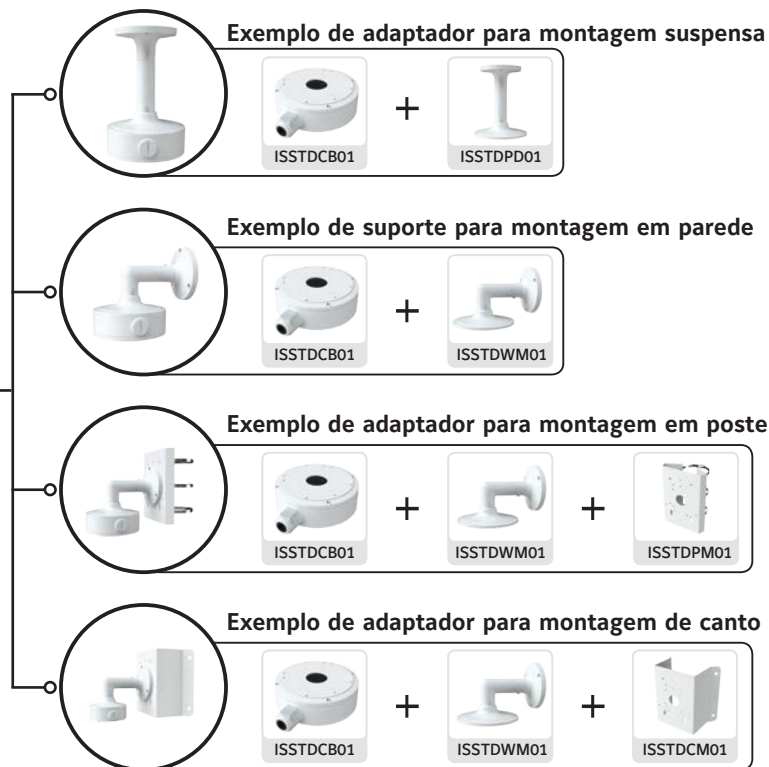 Exemplo de adaptador para montagem suspensa
+
ISSTDCB01
ISSTDPD01
Exemplo de suporte para montagem em parede
+
ISSTDCB01
ISSTDWM01
Exemplo de adaptador para montagem em poste
+
+
ISSTDCB01
ISSTDWM01
ISSTDPM01
Exemplo de adaptador para montagem de canto
+
+
ISSTDCB01
ISSTDWM01
ISSTDCM01